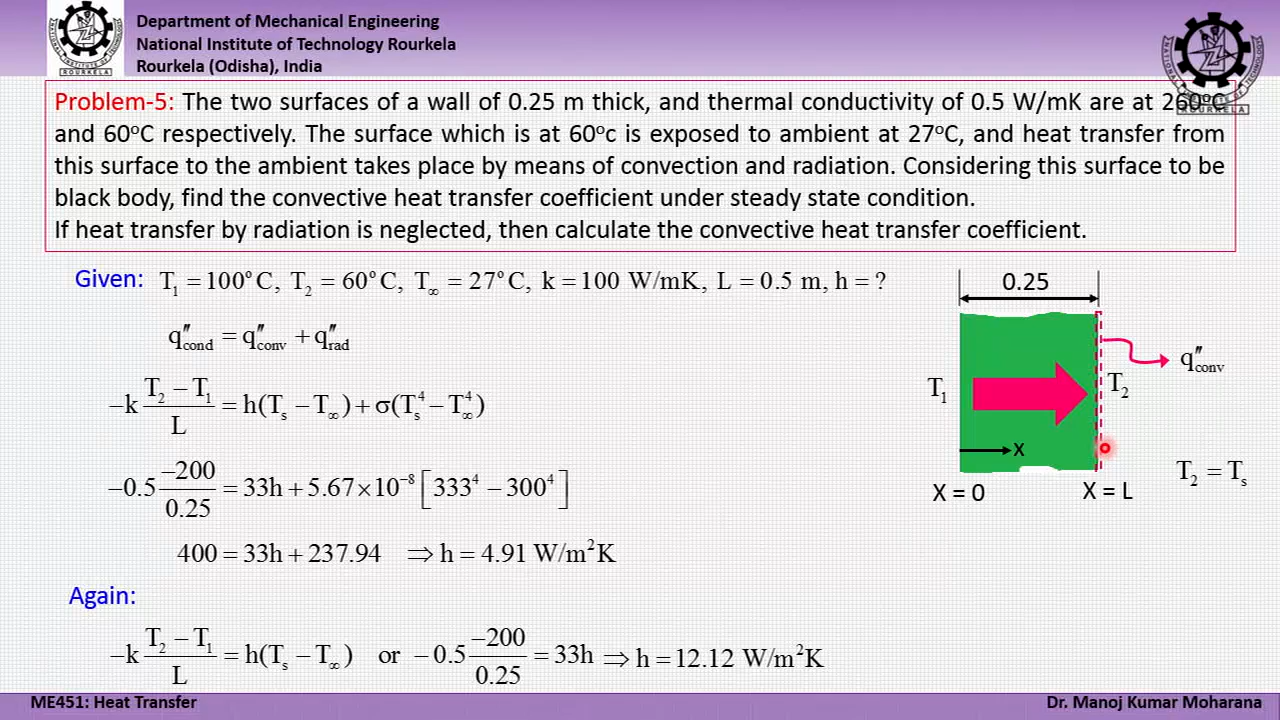 Department of Mechanical Engineering
National Institute of Technology Rourkela
Rourkela (Odisha), India
Problem-5: The two surfaces of a wall of 0.25 m thick, and thermal conductivity of 0.5 W/mK are at 260°C
and 60°C respectively. The surface which is at 60°c is exposed to ambient at 27°C, and heat transfer from
this surface to the ambient takes place by means of convection and radiation. Considering this surface to be
black body, find the convective heat transfer coefficient under steady state condition.
If heat transfer by radiation is neglected, then calculate the convective heat transfer coefficient.
Given: T₁ = 100°C, T₂ = 60°C, T∞ = 27°C, k = 100 W/mK, L = 0.5 m, h = ?
0.25
q″cond = q″conv + q″rad
q″conv
T₁
T₂
−k (T₂ − T₁)/L = h(Tₛ − T∞) + σ(Tₛ⁴ − T∞⁴)
X
T₂ = Tₛ
X = 0
X = L
−0.5 −200/0.25 = 33h + 5.67×10⁻⁸ [333⁴ − 300⁴]
400 = 33h + 237.94 ⇒ h = 4.91 W/m²K
Again:
−k (T₂ − T₁)/L = h(Tₛ − T∞) or −0.5 −200/0.25 = 33h ⇒ h = 12.12 W/m²K
ME451: Heat Transfer
Dr. Manoj Kumar Moharana